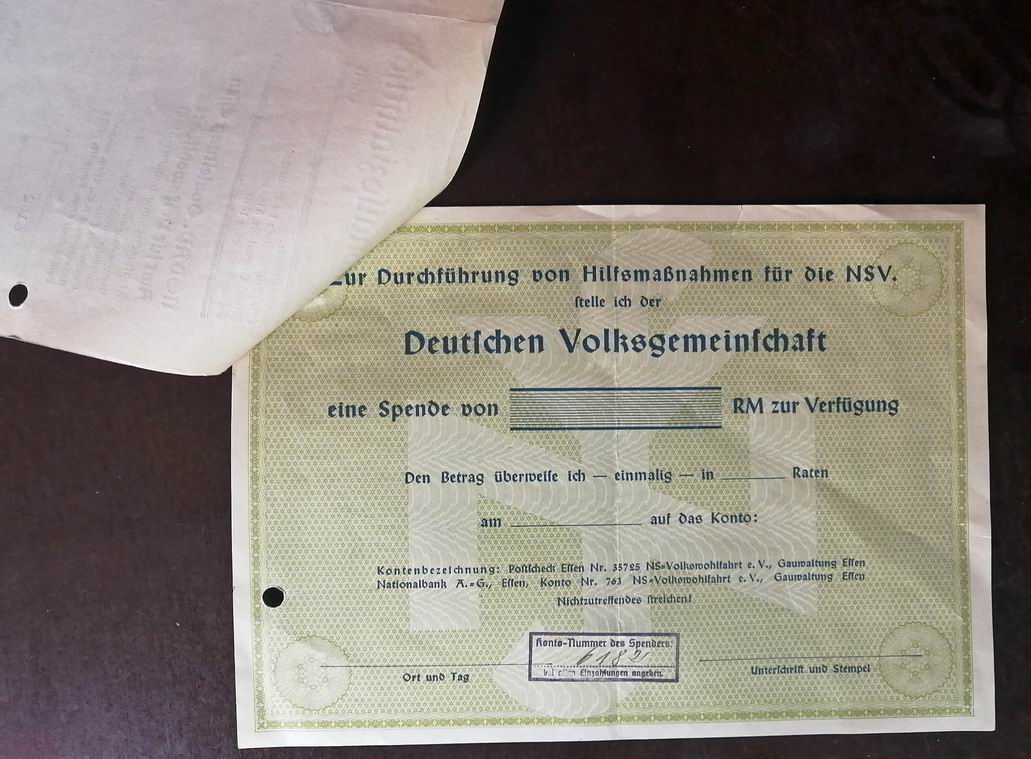 Zur Durchführung von Hilfsmaßnahmen für die NSV.
stelle ich der
Deutschen Volksgemeinschaft
eine Spende von RM zur Verfügung
Den Betrag überweise ich — einmalig — in ______ Raten
am ____________ auf das Konto:
Kontenbezeichnung: Postscheck Essen Nr. 35725 NS=Volkswohlfahrt e. V., Gauwaltung Essen
Nationalbank A.=G., Essen, Konto Nr. 763 NS=Volkswohlfahrt e. V., Gauwaltung Essen
Nichtzutreffendes streichen!
Konto=Nummer des Spenders:
bei allen Einzahlungen angeben.
Ort und Tag
Unterschrift und Stempel